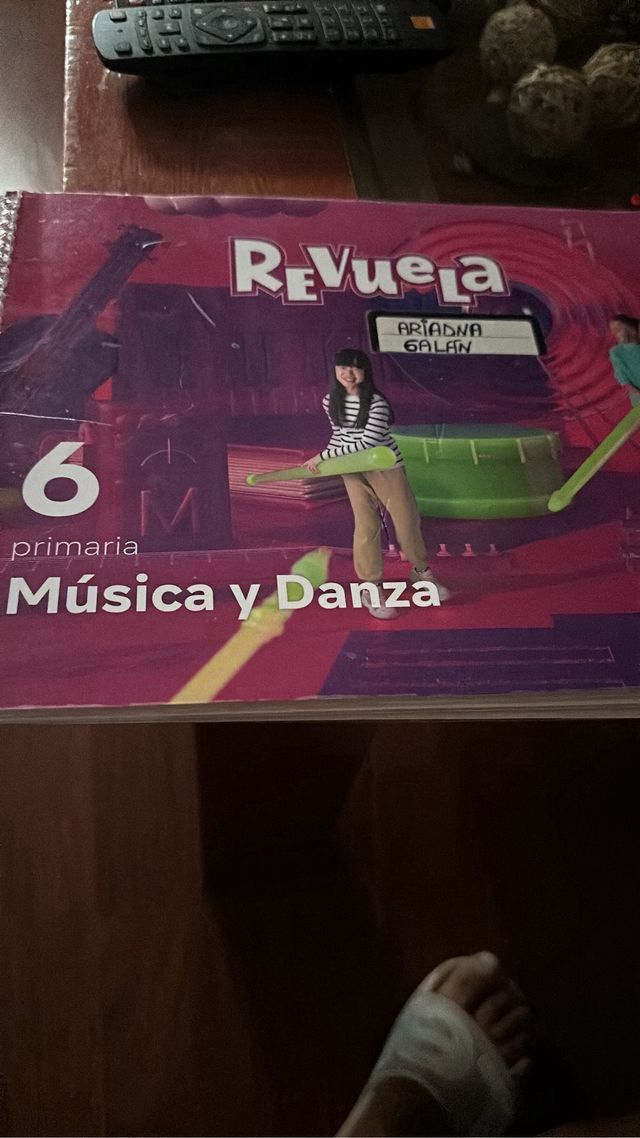 ReVueLa
ARIADNA
GALÁN
6
primaria
Música y Danza